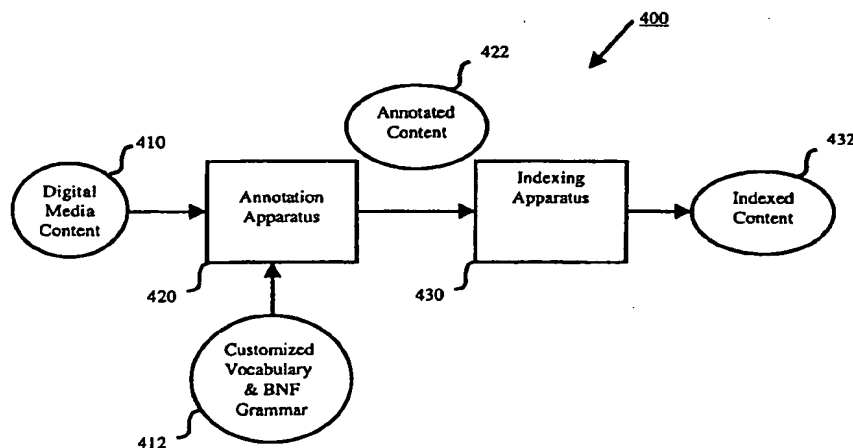 400
422
Annotated
Content
410
432
Digital
Media
Content
Annotation
Apparatus
Indexing
Apparatus
Indexed
Content
420
430
Customized
Vocabulary
& BNF
Grammar
412